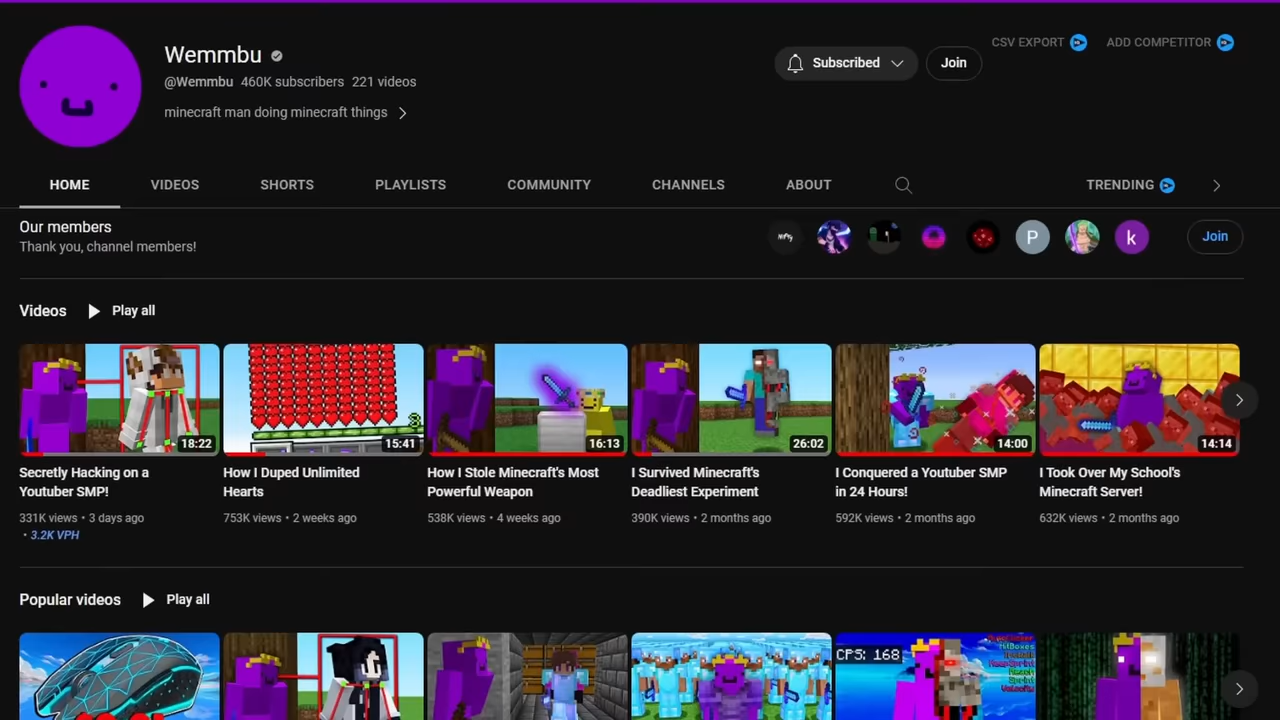 Wemmbu
CSV EXPORT ADD COMPETITOR
Subscribed Join
@Wemmbu 460K subscribers 221 videos
minecraft man doing minecraft things
HOME VIDEOS SHORTS PLAYLISTS COMMUNITY CHANNELS ABOUT TRENDING
Our members
Thank you, channel members!
P k Join
Videos Play all
18:22 15:41 16:13 26:02 14:00 14:14
Secretly Hacking on a
Youtuber SMP!
331K views • 3 days ago
• 3.2K VPH
How I Duped Unlimited
Hearts
753K views • 2 weeks ago
How I Stole Minecraft's Most
Powerful Weapon
538K views • 4 weeks ago
I Survived Minecraft's
Deadliest Experiment
390K views • 2 months ago
I Conquered a Youtuber SMP
in 24 Hours!
592K views • 2 months ago
I Took Over My School's
Minecraft Server!
632K views • 2 months ago
Popular videos Play all
CPS: 168